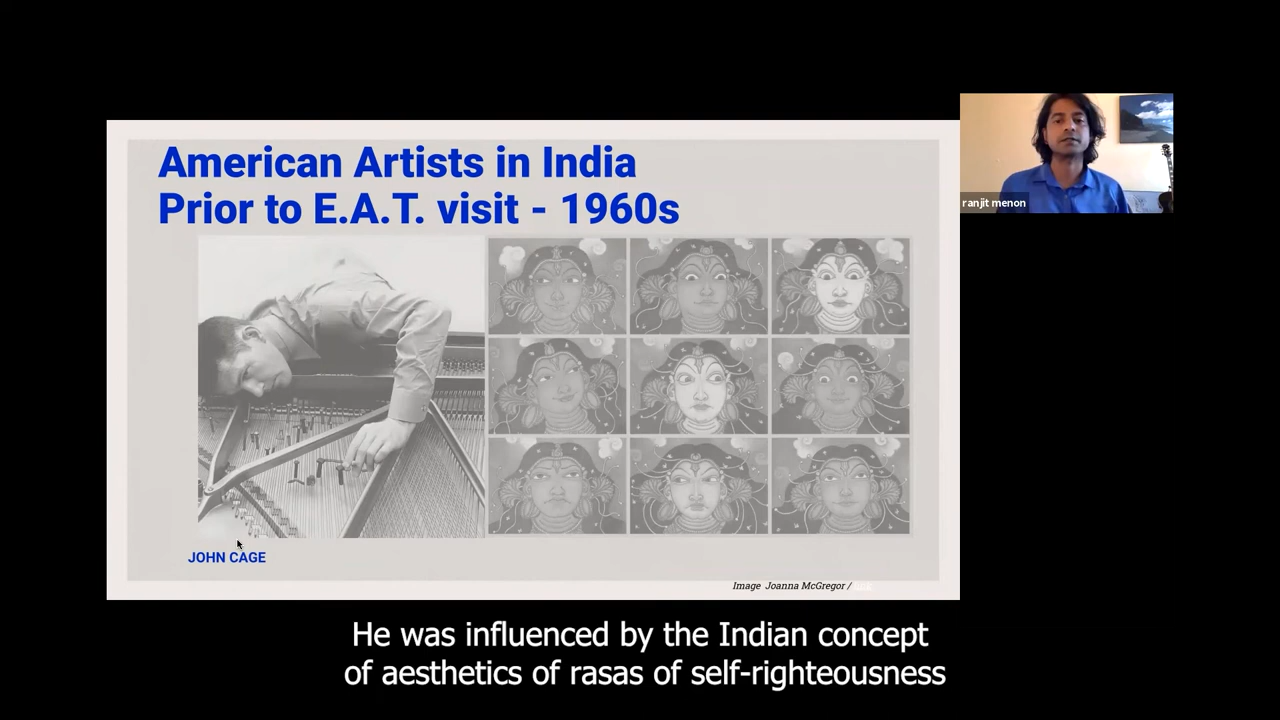 American Artists in India
Prior to E.A.T. visit - 1960s
ranjit menon
JOHN CAGE
Image Joanna McGregor /
He was influenced by the Indian concept
of aesthetics of rasas of self-righteousness